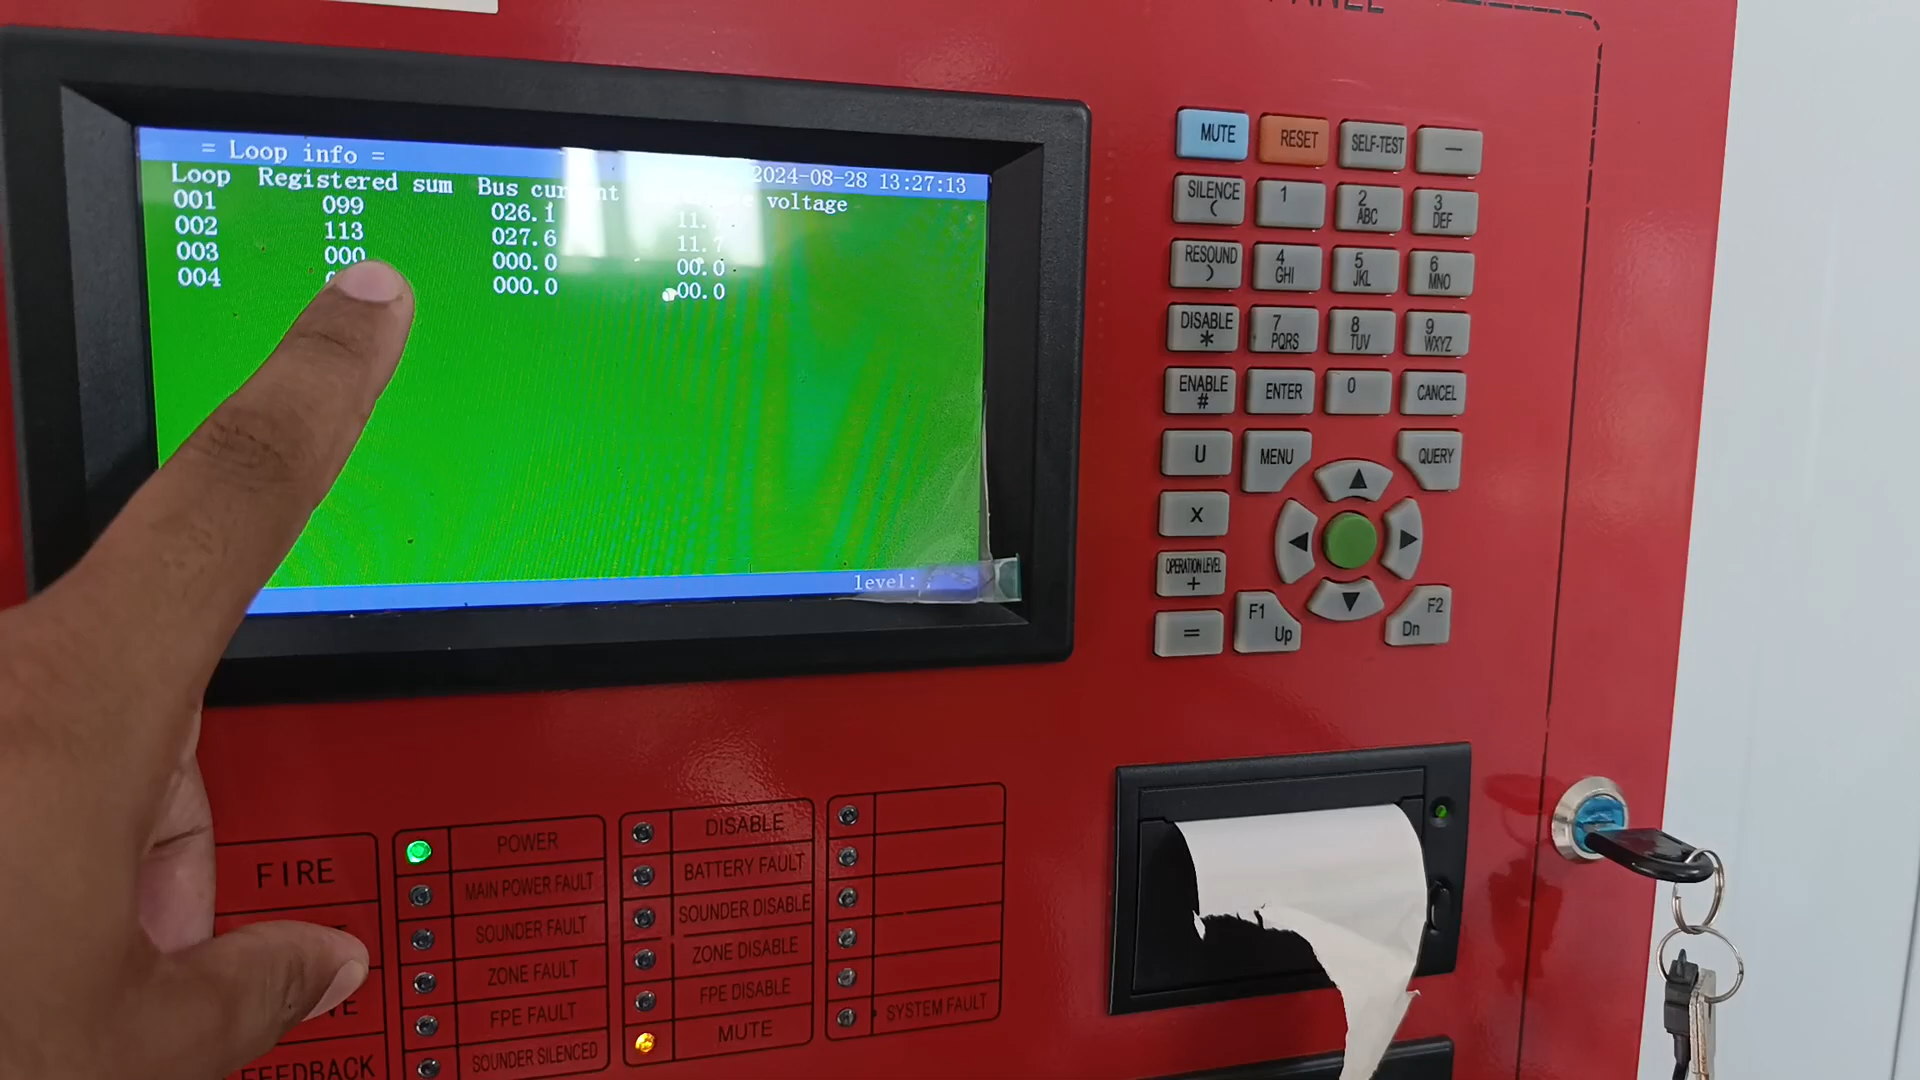 PANEL
= Loop info =
2024-08-28 13:27:13
Loop Registered sum Bus current voltage
001 099 026.1 11.7
002 113 027.6 11.7
003 000 000.0 00.0
004 000.0 00.0
level:
MUTE RESET SELF-TEST —
SILENCE ( 1 2 ABC 3 DEF
RESOUND ) 4 GHI 5 JKL 6 MNO
DISABLE * 7 PQRS 8 TUV 9 WXYZ
ENABLE # ENTER 0 CANCEL
U MENU QUERY
X
OPERATION LEVEL +
= F1 Up F2 Dn
FIRE
FEEDBACK
POWER
MAIN POWER FAULT
SOUNDER FAULT
ZONE FAULT
FPE FAULT
SOUNDER SILENCED
DISABLE
BATTERY FAULT
SOUNDER DISABLE
ZONE DISABLE
FPE DISABLE
MUTE
SYSTEM FAULT